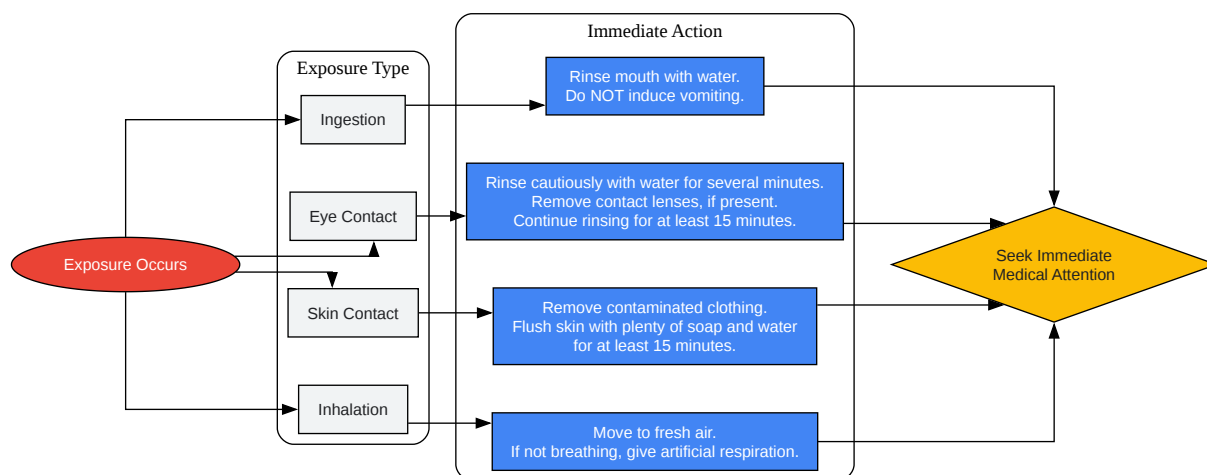 Exposure Occurs
Exposure Type
Ingestion
Eye Contact
Skin Contact
Inhalation
Immediate Action
Rinse mouth with water.
Do NOT induce vomiting.
Rinse cautiously with water for several minutes.
Remove contact lenses, if present.
Continue rinsing for at least 15 minutes.
Remove contaminated clothing.
Flush skin with plenty of soap and water
for at least 15 minutes.
Move to fresh air.
If not breathing, give artificial respiration.
Seek Immediate
Medical Attention